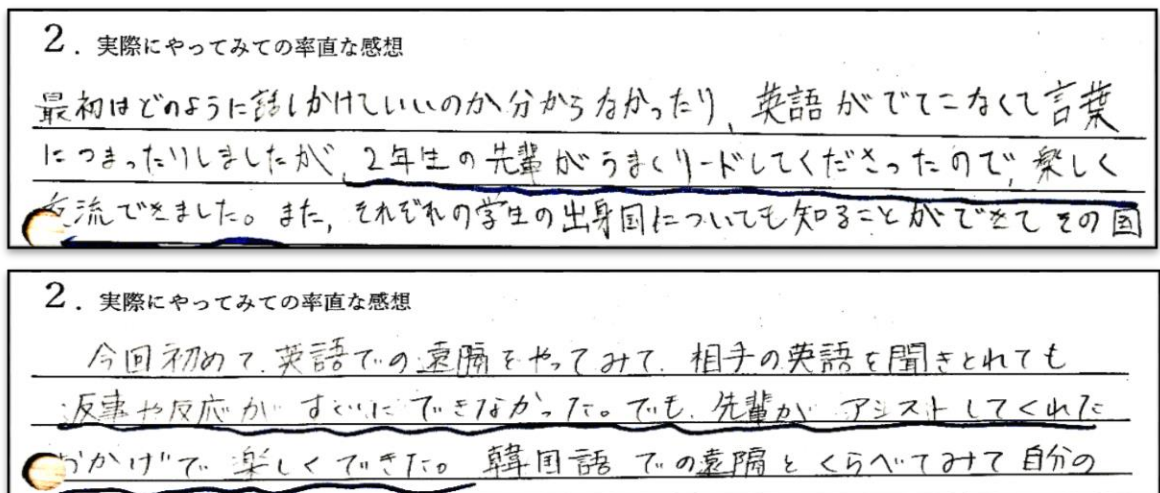 2. 実際にやってみての率直な感想
最初はどのように話しかけていいのか分からなかったり、英語がでてこなくて言葉
につまったりしましたが、2年生の先輩がうまくリードしてくださったので、楽しく
交流できました。また、それぞれの学生の出身国についても知ることができてその国
2. 実際にやってみての率直な感想
今回初めて、英語での遠隔をやってみて、相手の英語を聞きとれても
返事や反応が すぐに できなかった。でも、先輩が アシストしてくれた
おかげで 楽しくできた。 韓国語 での遠隔と くらべてみて 自分の